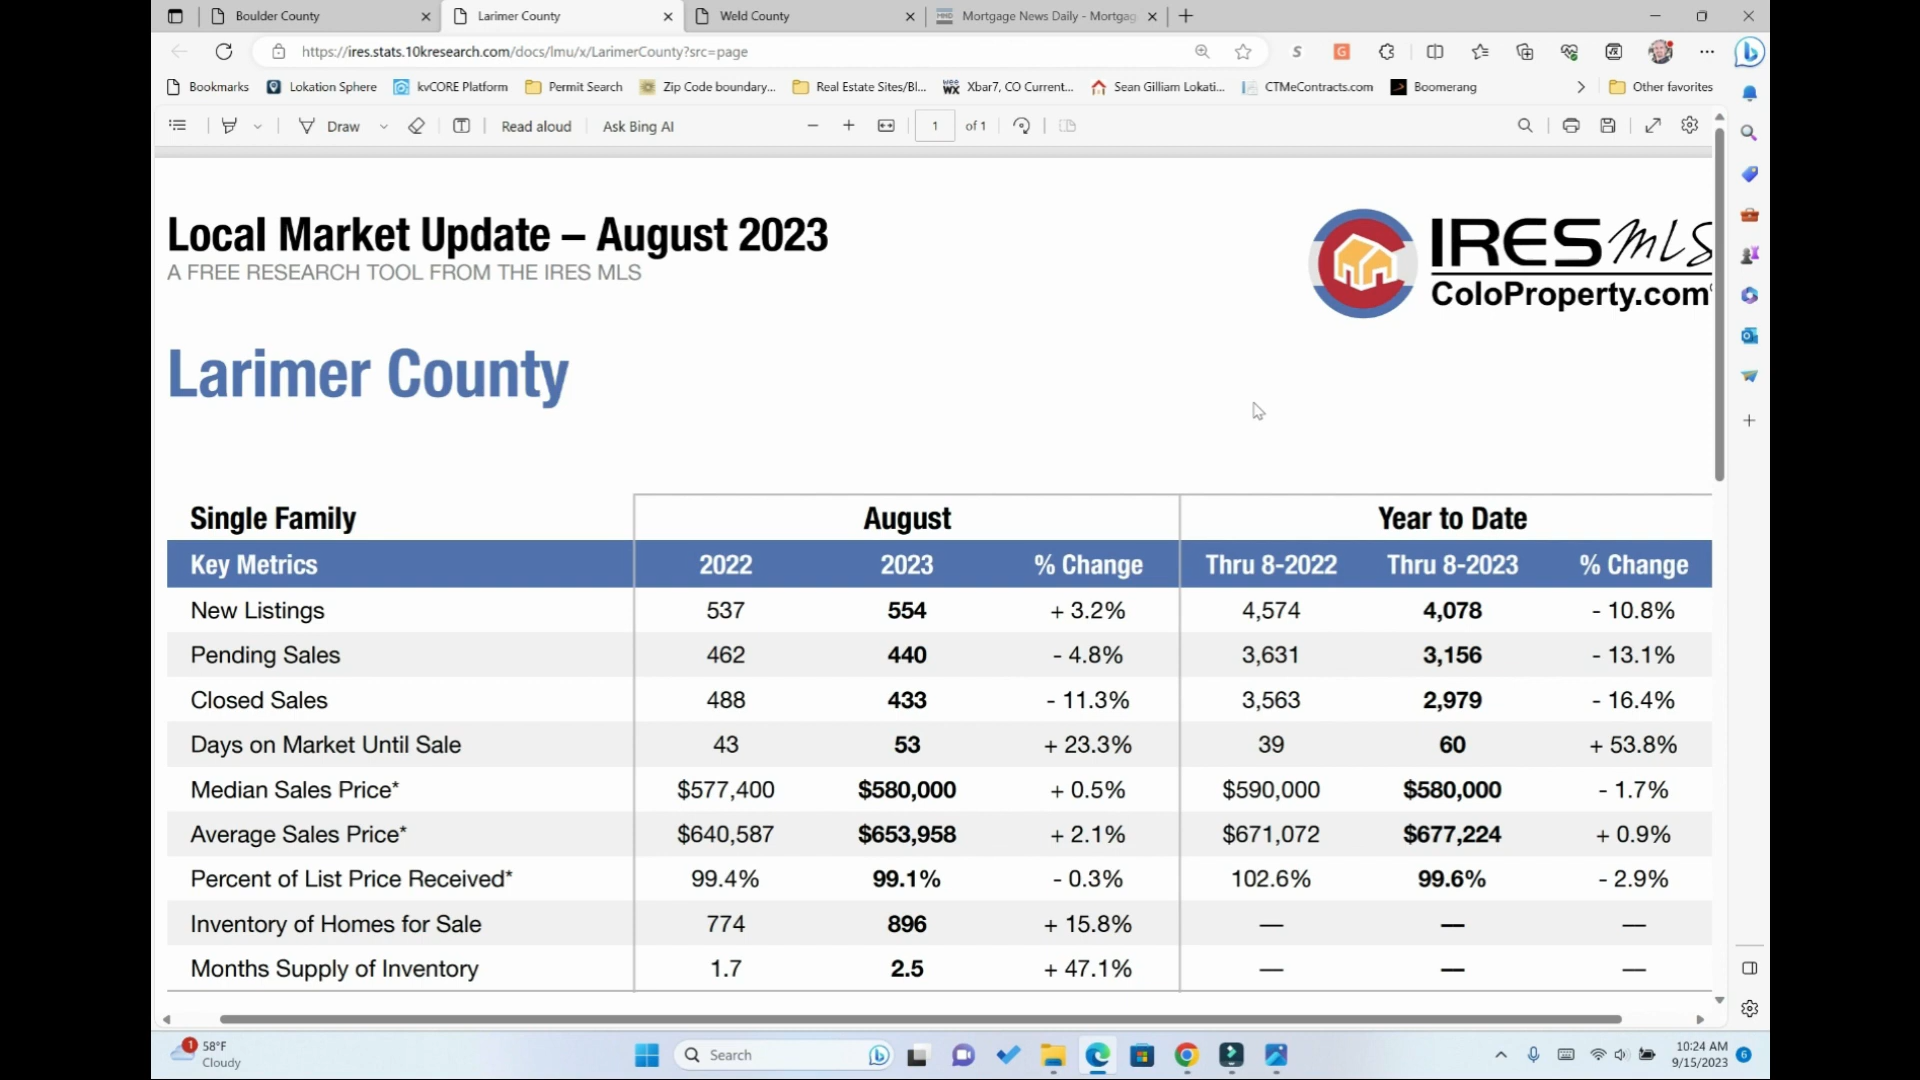 Boulder County
Larimer County
Weld County
Mortgage News Daily - Mortgag
https://ires.stats.10kresearch.com/docs/lmu/x/LarimerCounty?src=page
Bookmarks
Lokation Sphere
kvCORE Platform
Permit Search
Zip Code boundary...
Real Estate Sites/Bl...
Xbar7, CO Current...
Sean Gilliam Lokati...
CTMeContracts.com
Boomerang
Other favorites
Draw
Read aloud
Ask Bing AI
1 of 1
Local Market Update – August 2023
A FREE RESEARCH TOOL FROM THE IRES MLS
IRES MLS
ColoProperty.com
Larimer County
Single Family August Year to Date
Key Metrics 2022 2023 % Change Thru 8-2022 Thru 8-2023 % Change
New Listings 537 554 + 3.2% 4,574 4,078 - 10.8%
Pending Sales 462 440 - 4.8% 3,631 3,156 - 13.1%
Closed Sales 488 433 - 11.3% 3,563 2,979 - 16.4%
Days on Market Until Sale 43 53 + 23.3% 39 60 + 53.8%
Median Sales Price* $577,400 $580,000 + 0.5% $590,000 $580,000 - 1.7%
Average Sales Price* $640,587 $653,958 + 2.1% $671,072 $677,224 + 0.9%
Percent of List Price Received* 99.4% 99.1% - 0.3% 102.6% 99.6% - 2.9%
Inventory of Homes for Sale 774 896 + 15.8% — — —
Months Supply of Inventory 1.7 2.5 + 47.1% — — —
1
58°F
Cloudy
Search
10:24 AM
9/15/2023
6